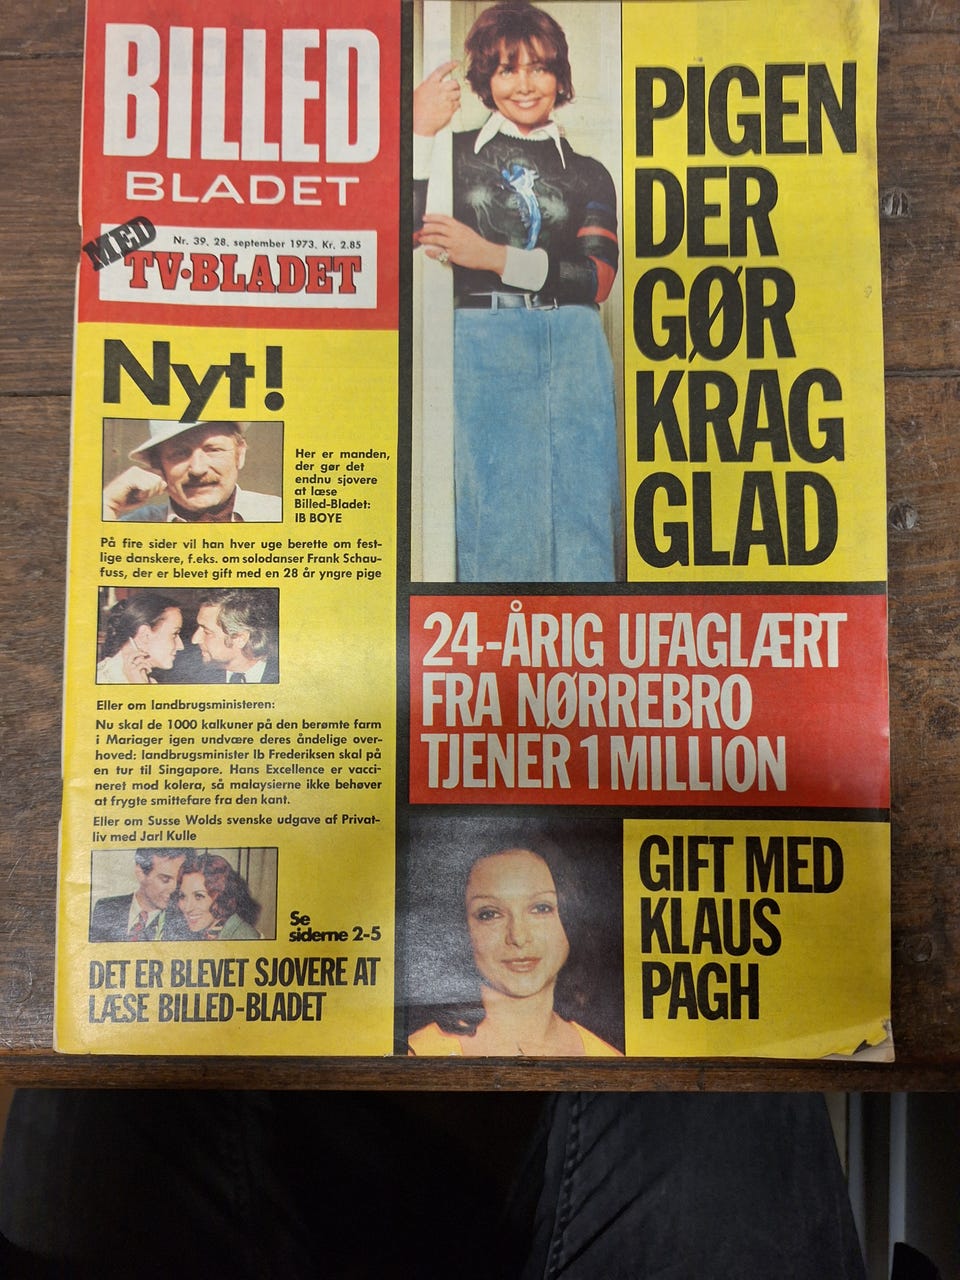 BILLED
BLADET
MED
Nr. 39. 28. september 1973. Kr. 2.85
TV·BLADET
Nyt!
Her er manden,
der gør det
endnu sjovere
at læse
Billed-Bladet:
IB BOYE
På fire sider vil han hver uge berette om fest-
lige danskere, f.eks. om solodanser Frank Schau-
fuss, der er blevet gift med en 28 år yngre pige
Eller om landbrugsministeren:
Nu skal de 1000 kalkuner på den berømte farm
i Mariager igen undvære deres åndelige over-
hoved: landbrugsminister Ib Frederiksen skal på
en tur til Singapore. Hans Excellence er vacci-
neret mod kolera, så malaysierne ikke behøver
at frygte smittefare fra den kant.
Eller om Susse Wolds svenske udgave af Privat-
liv med Jarl Kulle
Se
siderne 2-5
DET ER BLEVET SJOVERE AT
LÆSE BILLED-BLADET
PIGEN
DER
GØR
KRAG
GLAD
24-ÅRIG UFAGLÆRT
FRA NØRREBRO
TJENER 1 MILLION
GIFT MED
KLAUS
PAGH